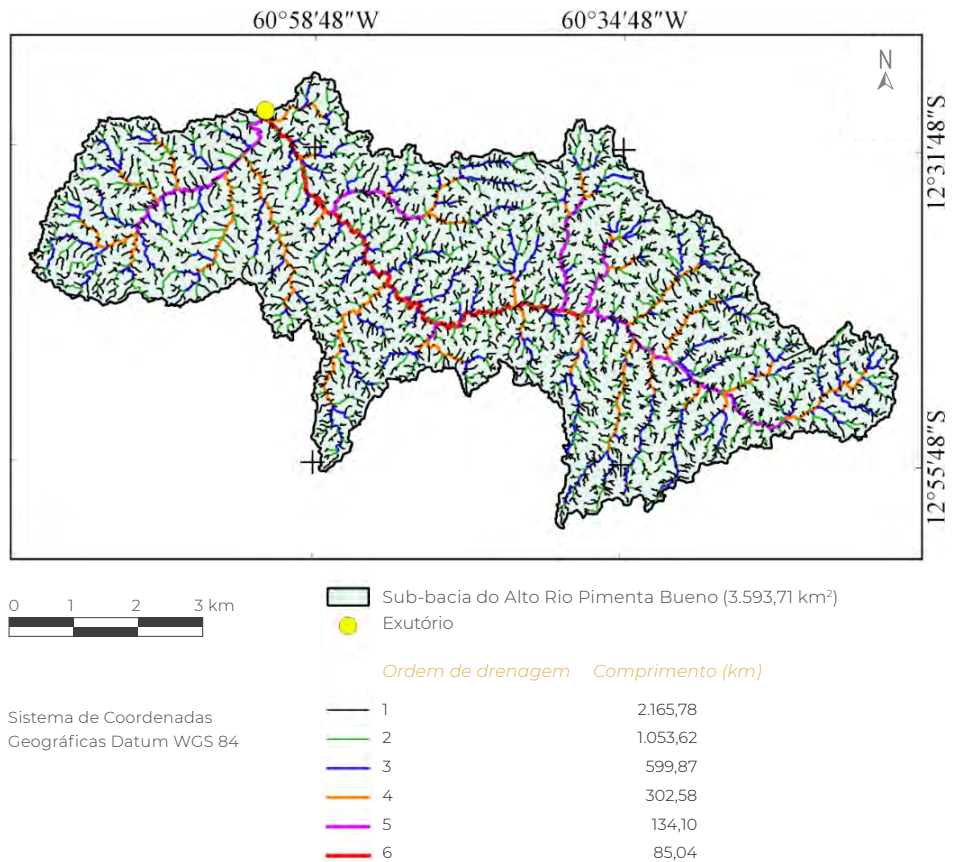 60°58'48"W 60°34'48"W
N
12°31'48"S
12°55'48"S
0 1 2 3 km
Sub-bacia do Alto Rio Pimenta Bueno (3.593,71 km²)
Exutório
Ordem de drenagem Comprimento (km)
Sistema de Coordenadas
Geográficas Datum WGS 84
1 2.165,78
2 1.053,62
3 599,87
4 302,58
5 134,10
6 85,04